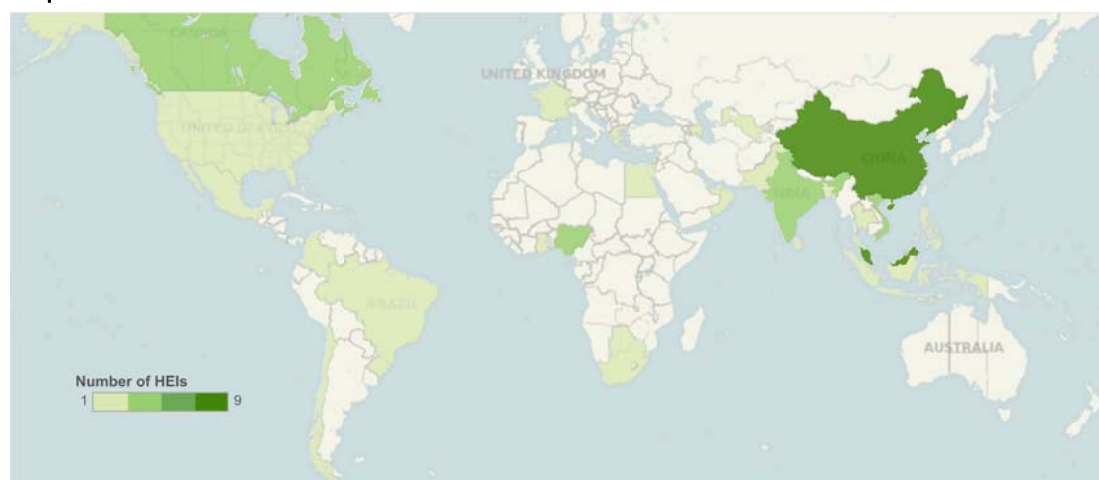 CANADA
UNITED KINGDOM
UNITED STATES
CHINA
INDIA
BRAZIL
AUSTRALIA
Number of HEIs
1 9